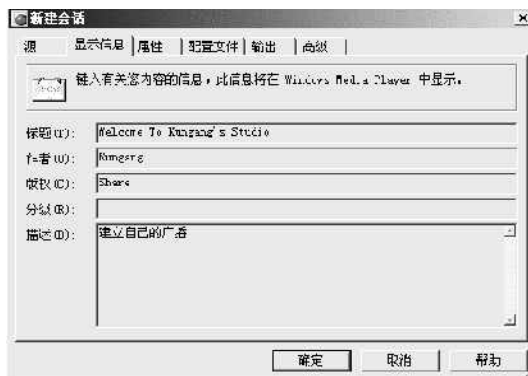 新建会话
源 显示信息 属性 配置文件 输出 高级
键入有关您内容的信息，此信息将在 Windows Media Player 中显示。
标题(T): Welcome To Kungang's Studio
作者(U): Kungang
版权(C): Share
分级(R):
描述(D): 建立自己的广播
确定 取消 帮助